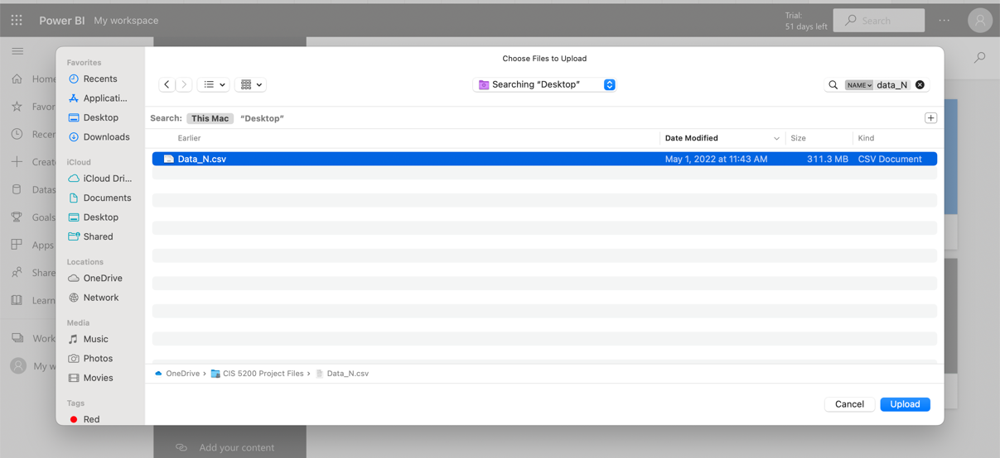 Power BI My workspace
Trial:
51 days left
Search
Choose Files to Upload
Favorites
Recents
Applicati...
Desktop
Downloads
iCloud
iCloud Dri...
Documents
Desktop
Shared
Locations
OneDrive
Network
Media
Music
Photos
Movies
Tags
Red
Searching “Desktop”
NAME data_N
Search: This Mac “Desktop”
Earlier Date Modified Size Kind
Data_N.csv May 1, 2022 at 11:43 AM 311.3 MB CSV Document
OneDrive › CIS 5200 Project Files › Data_N.csv
Cancel Upload
Home
Favor
Recen
Create
Datas
Goals
Apps
Share
Learn
Work
My w
Add your content